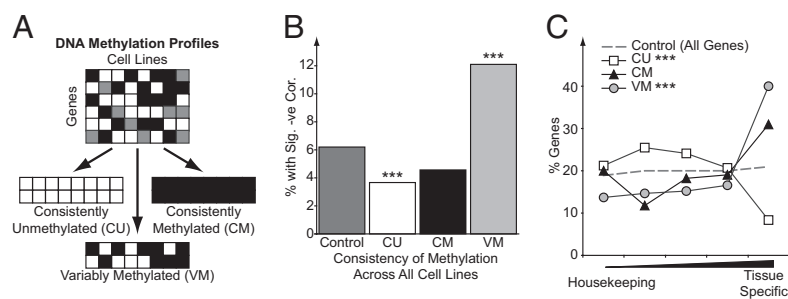 A
DNA Methylation Profiles
Cell Lines
Genes
Consistently
Unmethylated (CU)
Consistently
Methylated (CM)
Variably Methylated (VM)
B
% with Sig. -ve Cor.
12
10
8
6
4
2
0
***
***
Control CU CM VM
Consistency of Methylation
Across All Cell Lines
C
Control (All Genes)
CU ***
CM
VM ***
% Genes
40
30
20
10
0
Housekeeping
Tissue
Specific